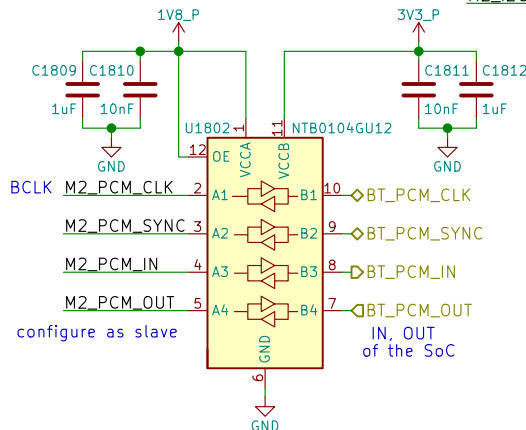 1V8_P
3V3_P
C1809
C1810
C1811
C1812
1uF
10nF
10nF
1uF
GND
GND
U1802
NTB0104GU12
1
11
VCCA
VCCB
12
OE
BCLK
M2_PCM_CLK
2
A1
B1
10
BT_PCM_CLK
M2_PCM_SYNC
3
A2
B2
9
BT_PCM_SYNC
M2_PCM_IN
4
A3
B3
8
BT_PCM_IN
M2_PCM_OUT
5
A4
B4
7
BT_PCM_OUT
configure as slave
IN, OUT
of the SoC
GND
6
GND